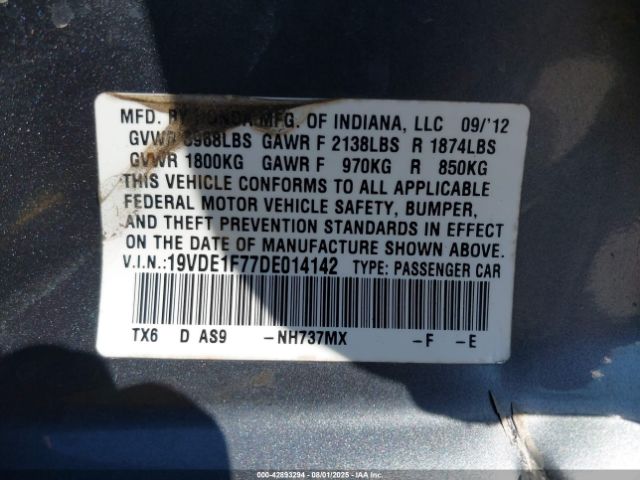 MFD. BY HONDA MFG. OF INDIANA, LLC 09/'12
GVWR 3968LBS GAWR F 2138LBS R 1874LBS
GVWR 1800KG GAWR F 970KG R 850KG
THIS VEHICLE CONFORMS TO ALL APPLICABLE
FEDERAL MOTOR VEHICLE SAFETY, BUMPER,
AND THEFT PREVENTION STANDARDS IN EFFECT
ON THE DATE OF MANUFACTURE SHOWN ABOVE.
V.I.N.:19VDE1F77DE014142 TYPE: PASSENGER CAR
TX6 D AS9 -NH737MX -F -E
000-42893294 - 08/01/2025 - IAAI - Copart